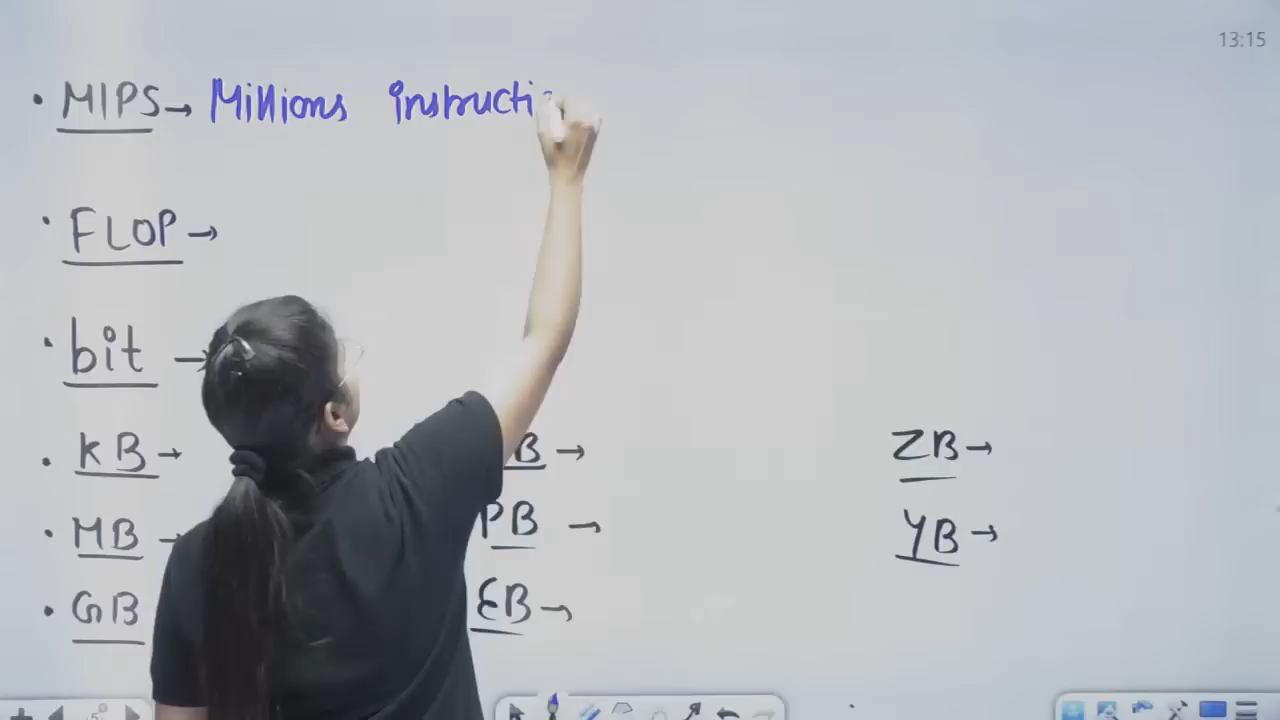 13:15
• MIPS → Millions instructi
• FLOP →
• bit →
• KB → B → ZB →
• MB → PB → YB →
• GB EB →